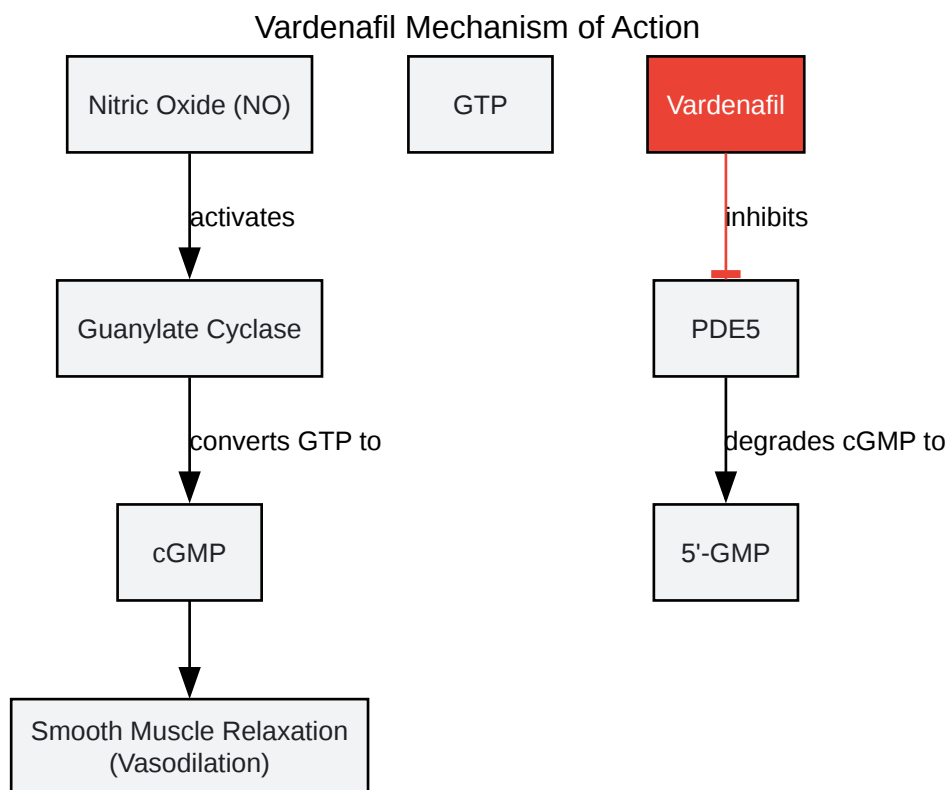 Vardenafil Mechanism of Action
Nitric Oxide (NO)
GTP
Vardenafil
activates
inhibits
Guanylate Cyclase
PDE5
converts GTP to
degrades cGMP to
cGMP
5'-GMP
Smooth Muscle Relaxation
(Vasodilation)